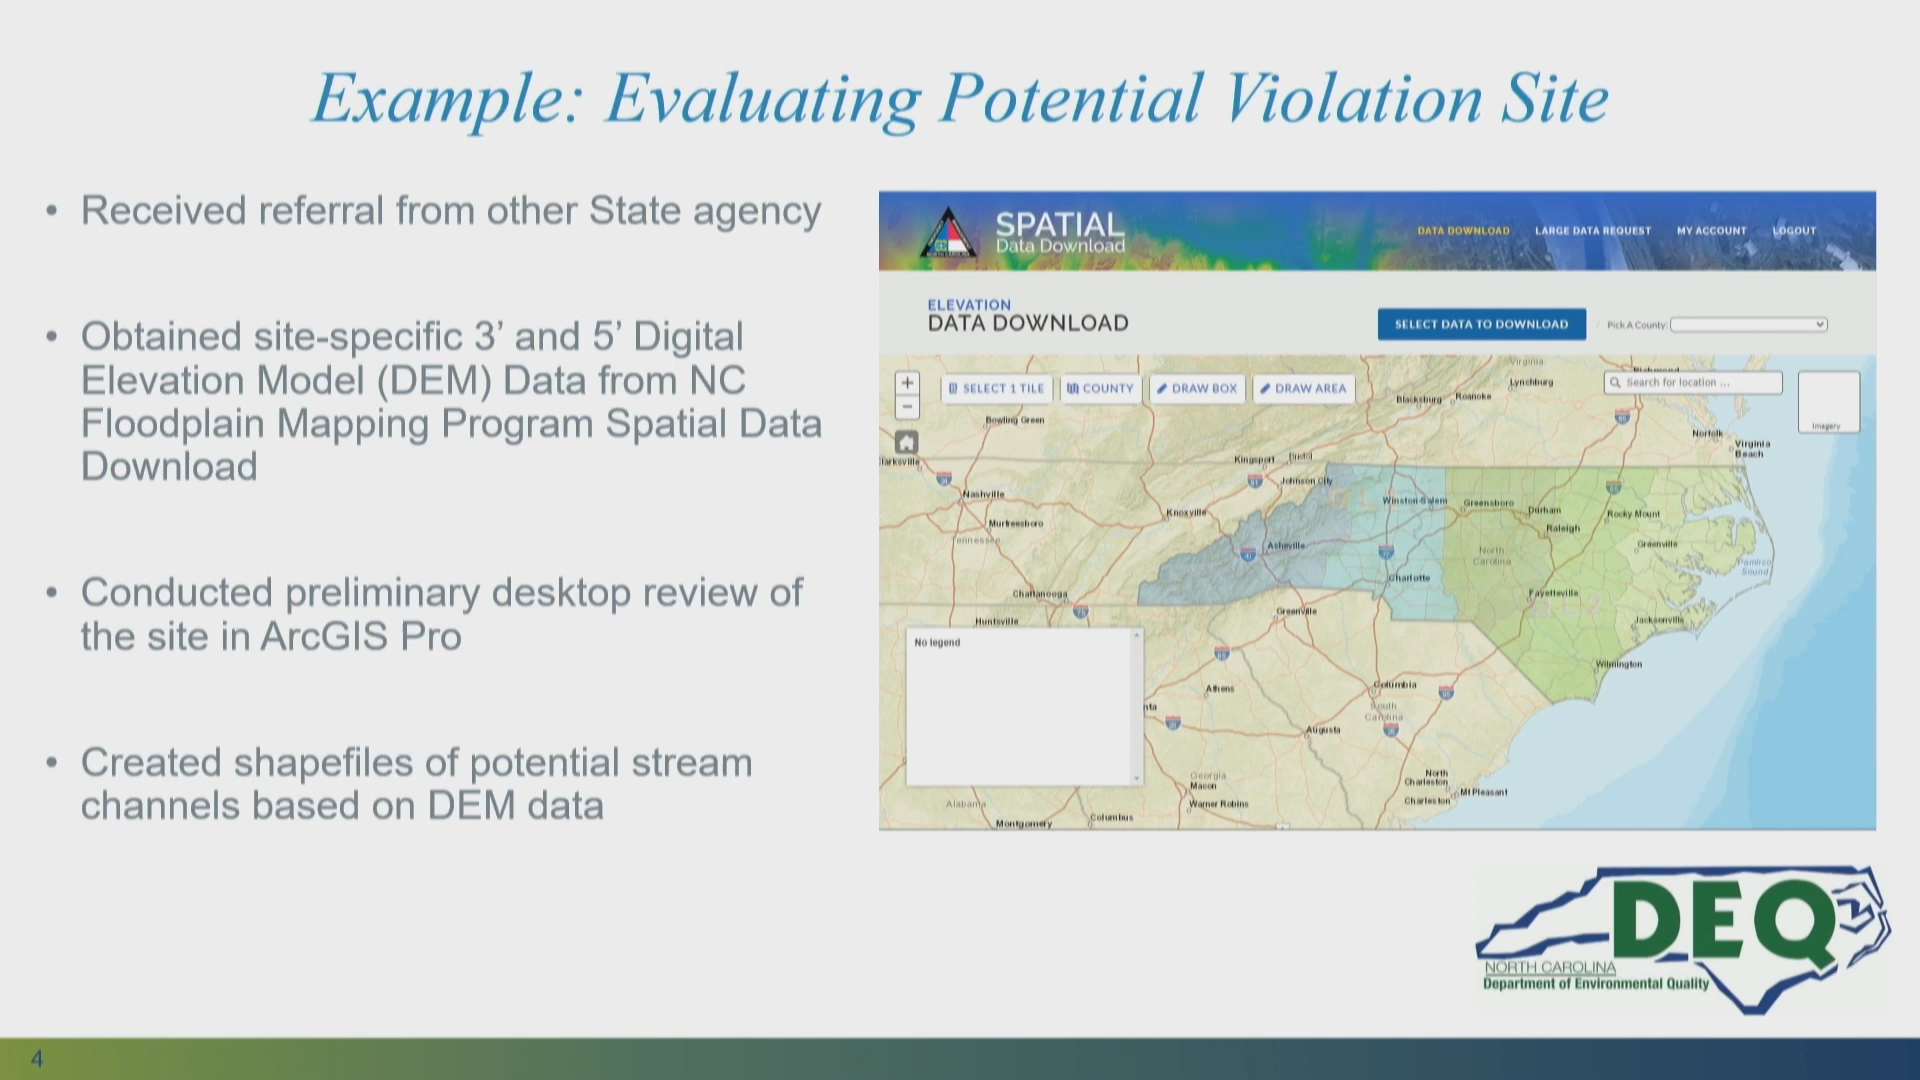 Example: Evaluating Potential Violation Site
• Received referral from other State agency
• Obtained site-specific 3’ and 5’ Digital
Elevation Model (DEM) Data from NC
Floodplain Mapping Program Spatial Data
Download
• Conducted preliminary desktop review of
the site in ArcGIS Pro
• Created shapefiles of potential stream
channels based on DEM data
SPATIAL
Data Download
DATA DOWNLOAD LARGE DATA REQUEST MY ACCOUNT LOGOUT
ELEVATION
DATA DOWNLOAD
SELECT DATA TO DOWNLOAD / Pick A County:
+
−
SELECT 1 TILE COUNTY DRAW BOX DRAW AREA
Search for location ...
Imagery
Virginia
Lynchburg
Blacksburg
Roanoke
Bowling Green
Norfolk
Virginia
Beach
larksville
Kingsport
Bristol
Johnson City
Nashville
Winston-Salem
Greensboro
Durham
Rocky Mount
Knoxville
Murfreesboro
Raleigh
Tennessee
Asheville
Greenville
North
Carolina
Pamlico
Sound
Charlotte
Chattanooga
Fayetteville
Greenville
Huntsville
Jacksonville
No legend
Wilmington
Athens
Columbia
nta
South
Carolina
Augusta
Georgia
Macon
North
Charleston
Mt Pleasant
Charleston
Alabama
Warner Robins
Montgomery
Columbus
DEQ
NORTH CAROLINA
Department of Environmental Quality
4